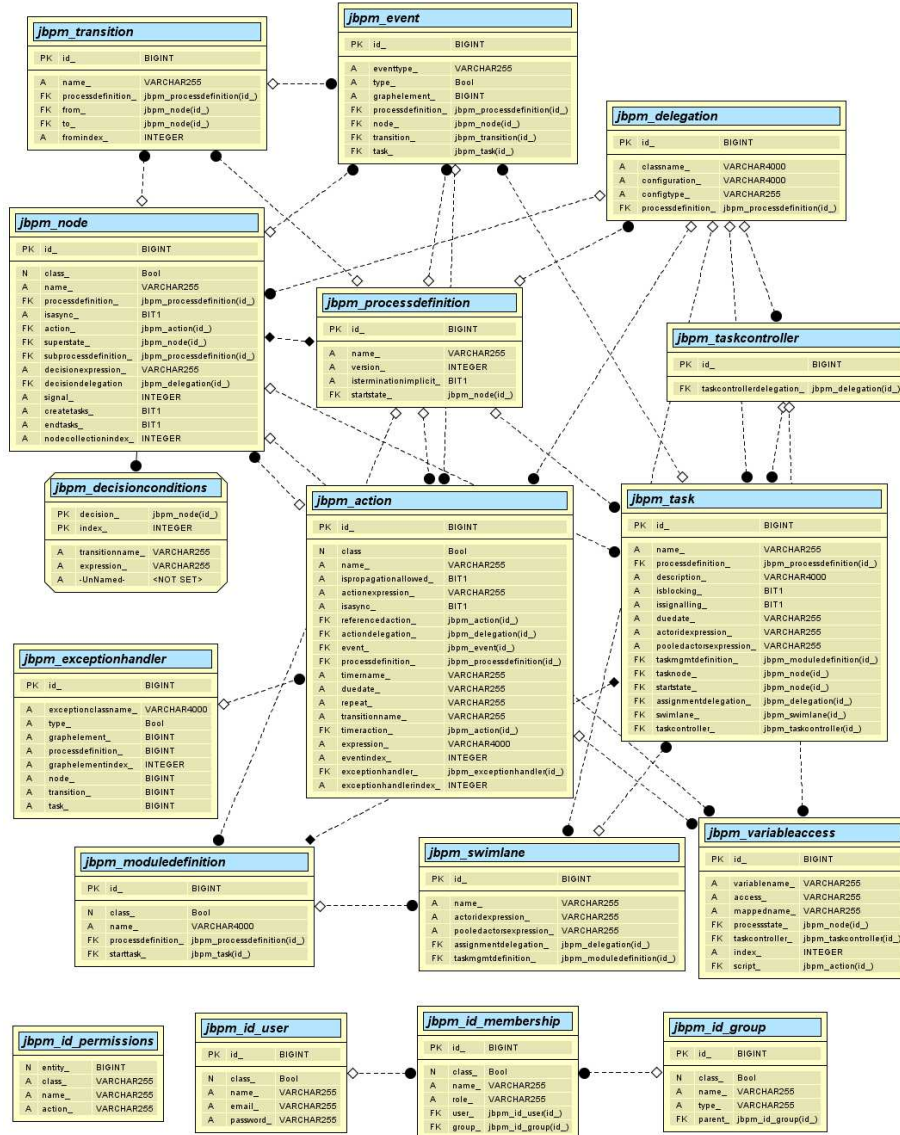 jbpm_transition
PK id_ BIGINT
A name_ VARCHAR255
FK processdefinition_ jbpm_processdefinition(id_)
FK from_ jbpm_node(id_)
FK to_ jbpm_node(id_)
A fromindex_ INTEGER
jbpm_event
PK id_ BIGINT
A eventtype_ VARCHAR255
A type_ Bool
A graphelement_ BIGINT
FK processdefinition_ jbpm_processdefinition(id_)
FK node_ jbpm_node(id_)
FK transition_ jbpm_transition(id_)
FK task_ jbpm_task(id_)
jbpm_delegation
PK id_ BIGINT
A classname_ VARCHAR4000
A configuration_ VARCHAR4000
A configtype_ VARCHAR255
FK processdefinition_ jbpm_processdefinition(id_)
jbpm_node
PK id_ BIGINT
N class_ Bool
A name_ VARCHAR255
FK processdefinition_ jbpm_processdefinition(id_)
A isasync_ BIT1
FK action_ jbpm_action(id_)
FK superstate_ jbpm_node(id_)
FK subprocessdefinition_ jbpm_processdefinition(id_)
A decisionexpression_ VARCHAR255
FK decisiondelegation jbpm_delegation(id_)
A signal_ INTEGER
A createtasks_ BIT1
A endtasks_ BIT1
A nodecollectionindex_ INTEGER
jbpm_processdefinition
PK id_ BIGINT
A name_ VARCHAR255
A version_ INTEGER
A isterminationimplicit_ BIT1
FK startstate_ jbpm_node(id_)
jbpm_taskcontroller
PK id_ BIGINT
FK taskcontrollerdelegation_ jbpm_delegation(id_)
jbpm_decisionconditions
PK decision_ jbpm_node(id_)
PK index_ INTEGER
A transitionname_ VARCHAR255
A expression_ VARCHAR255
A -UnNamed- <NOT SET>
jbpm_action
PK id_ BIGINT
N class Bool
A name_ VARCHAR255
A ispropagationallowed_ BIT1
A actionexpression_ VARCHAR255
A isasync_ BIT1
FK referencedaction_ jbpm_action(id_)
FK actiondelegation_ jbpm_delegation(id_)
FK event_ jbpm_event(id_)
FK processdefinition_ jbpm_processdefinition(id_)
A timername_ VARCHAR255
A duedate_ VARCHAR255
A repeat_ VARCHAR255
A transitionname_ VARCHAR255
FK timeraction_ jbpm_action(id_)
A expression_ VARCHAR4000
A eventindex_ INTEGER
FK exceptionhandler_ jbpm_exceptionhandler(id_)
A exceptionhandlerindex_ INTEGER
jbpm_task
PK id_ BIGINT
A name_ VARCHAR255
FK processdefinition_ jbpm_processdefinition(id_)
A description_ VARCHAR4000
A isblocking_ BIT1
A issignalling_ BIT1
A duedate_ VARCHAR255
A actoridexpression_ VARCHAR255
A pooledactorsexpression_ VARCHAR255
FK taskmgmtdefinition_ jbpm_moduledefinition(id_)
FK tasknode_ jbpm_node(id_)
FK startstate_ jbpm_node(id_)
FK assignmentdelegation_ jbpm_delegation(id_)
FK swimlane_ jbpm_swimlane(id_)
FK taskcontroller_ jbpm_taskcontroller(id_)
jbpm_exceptionhandler
PK id_ BIGINT
A exceptionclassname_ VARCHAR4000
A type_ Bool
A graphelement_ BIGINT
A processdefinition_ BIGINT
A graphelementindex_ INTEGER
A node_ BIGINT
A transition_ BIGINT
A task_ BIGINT
jbpm_moduledefinition
PK id_ BIGINT
N class_ Bool
A name_ VARCHAR4000
FK processdefinition_ jbpm_processdefinition(id_)
FK starttask_ jbpm_task(id_)
jbpm_swimlane
PK id_ BIGINT
A name_ VARCHAR255
A actoridexpression_ VARCHAR255
A pooledactorsexpression_ VARCHAR255
FK assignmentdelegation_ jbpm_delegation(id_)
FK taskmgmtdefinition_ jbpm_moduledefinition(id_)
jbpm_variableaccess
PK id_ BIGINT
A variablename_ VARCHAR255
A access_ VARCHAR255
A mappedname_ VARCHAR255
FK processstate_ jbpm_node(id_)
FK taskcontroller_ jbpm_taskcontroller(id_)
A index_ INTEGER
FK script_ jbpm_action(id_)
jbpm_id_permissions
N entity_ BIGINT
A class_ VARCHAR255
A name_ VARCHAR255
A action_ VARCHAR255
jbpm_id_user
PK id_ BIGINT
N class_ Bool
A name_ VARCHAR255
A email_ VARCHAR255
A password_ VARCHAR255
jbpm_id_membership
PK id_ BIGINT
N class_ Bool
A name_ VARCHAR255
A role_ VARCHAR255
FK user_ jbpm_id_user(id_)
FK group_ jbpm_id_group(id_)
jbpm_id_group
PK id_ BIGINT
N class_ Bool
A name_ VARCHAR255
A type_ VARCHAR255
FK parent_ jbpm_id_group(id_)